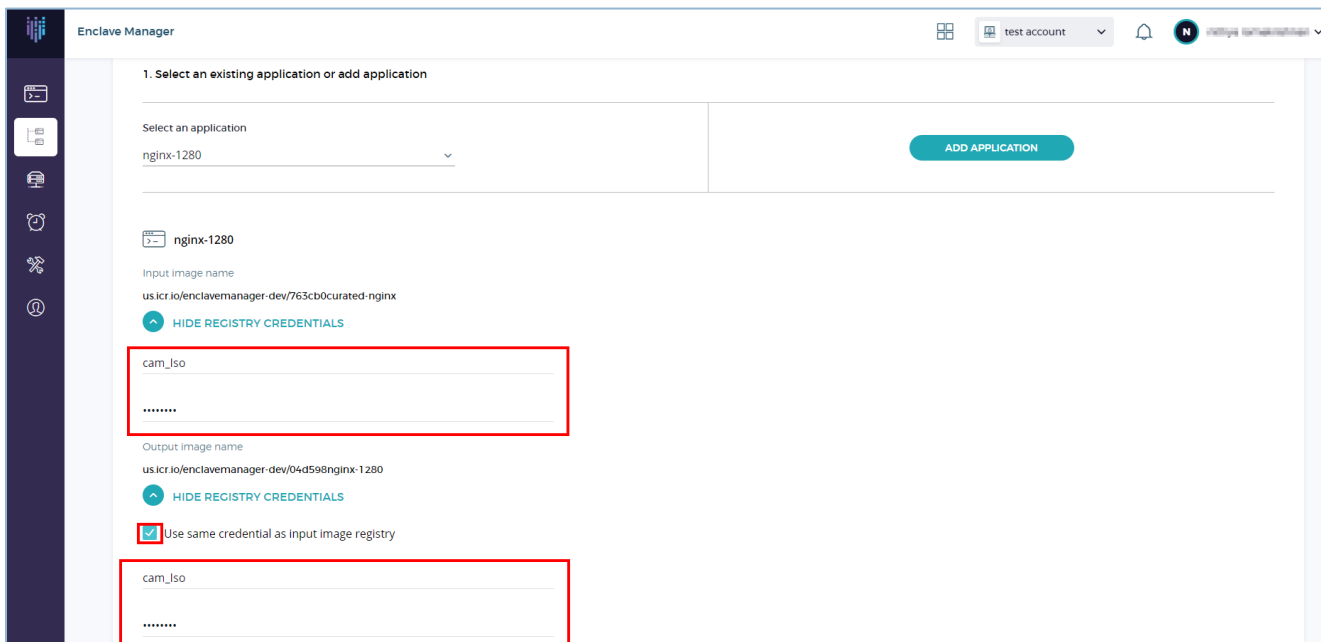 Enclave Manager
test account
N
1. Select an existing application or add application
Select an application
nginx-1280
ADD APPLICATION
nginx-1280
Input image name
us.icr.io/enclavemanager-dev/763cb0curated-nginx
HIDE REGISTRY CREDENTIALS
cam_lso
••••••••
Output image name
us.icr.io/enclavemanager-dev/04d598nginx-1280
HIDE REGISTRY CREDENTIALS
Use same credential as input image registry
cam_lso
••••••••